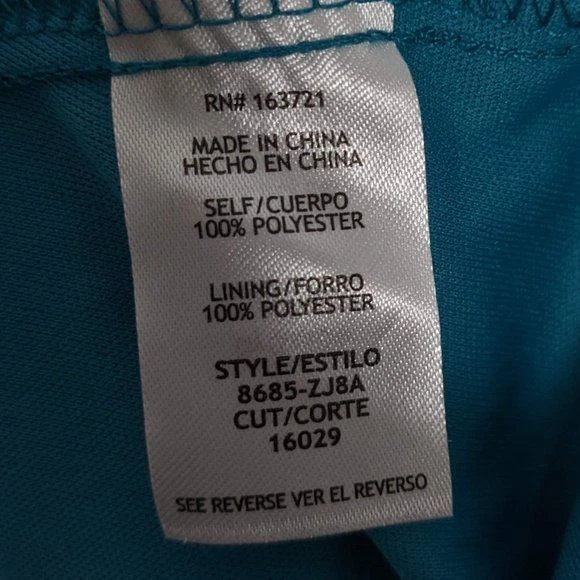 RN# 163721
MADE IN CHINA
HECHO EN CHINA
SELF/CUERPO
100% POLYESTER
LINING/FORRO
100% POLYESTER
STYLE/ESTILO
8685-ZJ8A
CUT/CORTE
16029
SEE REVERSE VER EL REVERSO